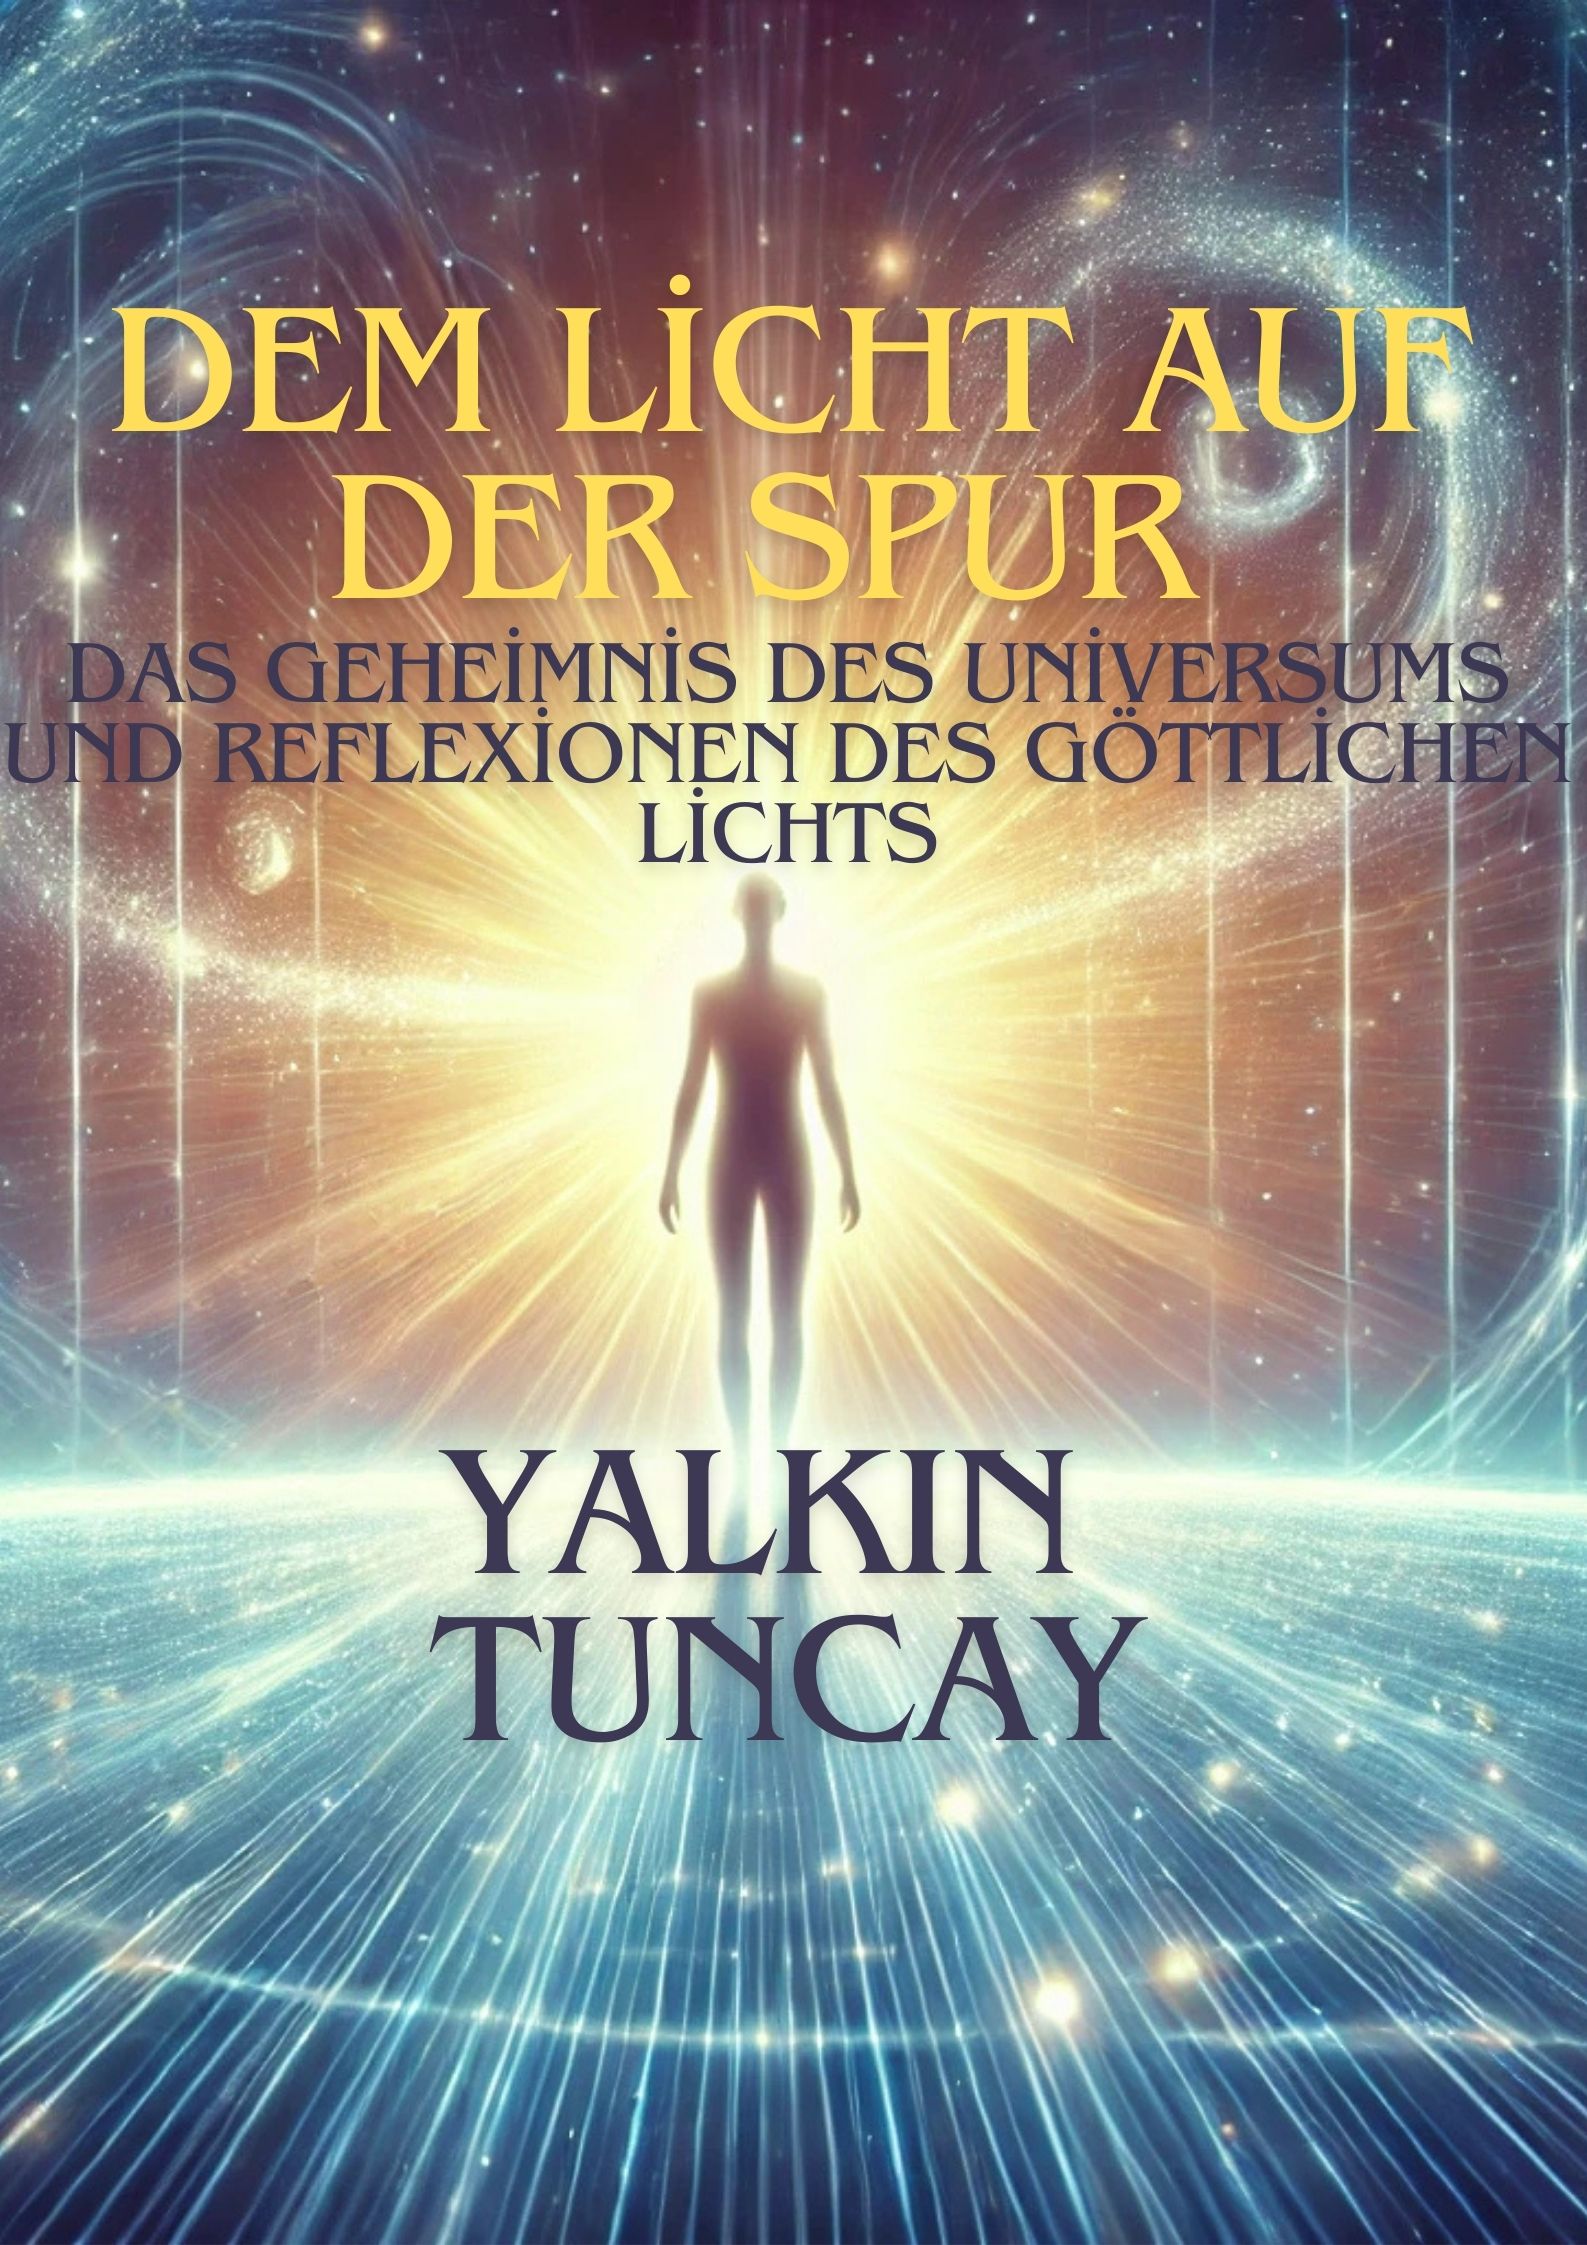 DEM LİCHT AUF
DER SPUR
DAS GEHEİMNİS DES UNİVERSUMS
UND REFLEXİONEN DES GÖTTLİCHEN
LİCHTS
YALKIN
TUNCAY